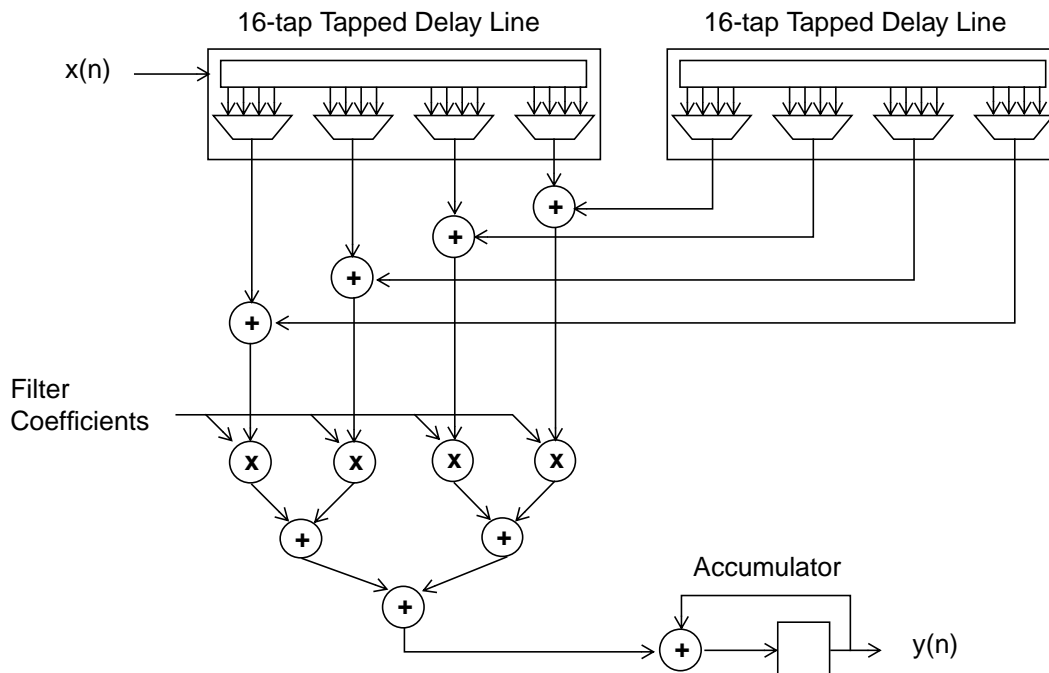 16-tap Tapped Delay Line
16-tap Tapped Delay Line
x(n)
+
+
+
+
Filter
Coefficients
x
x
x
x
+
+
Accumulator
+
+
y(n)